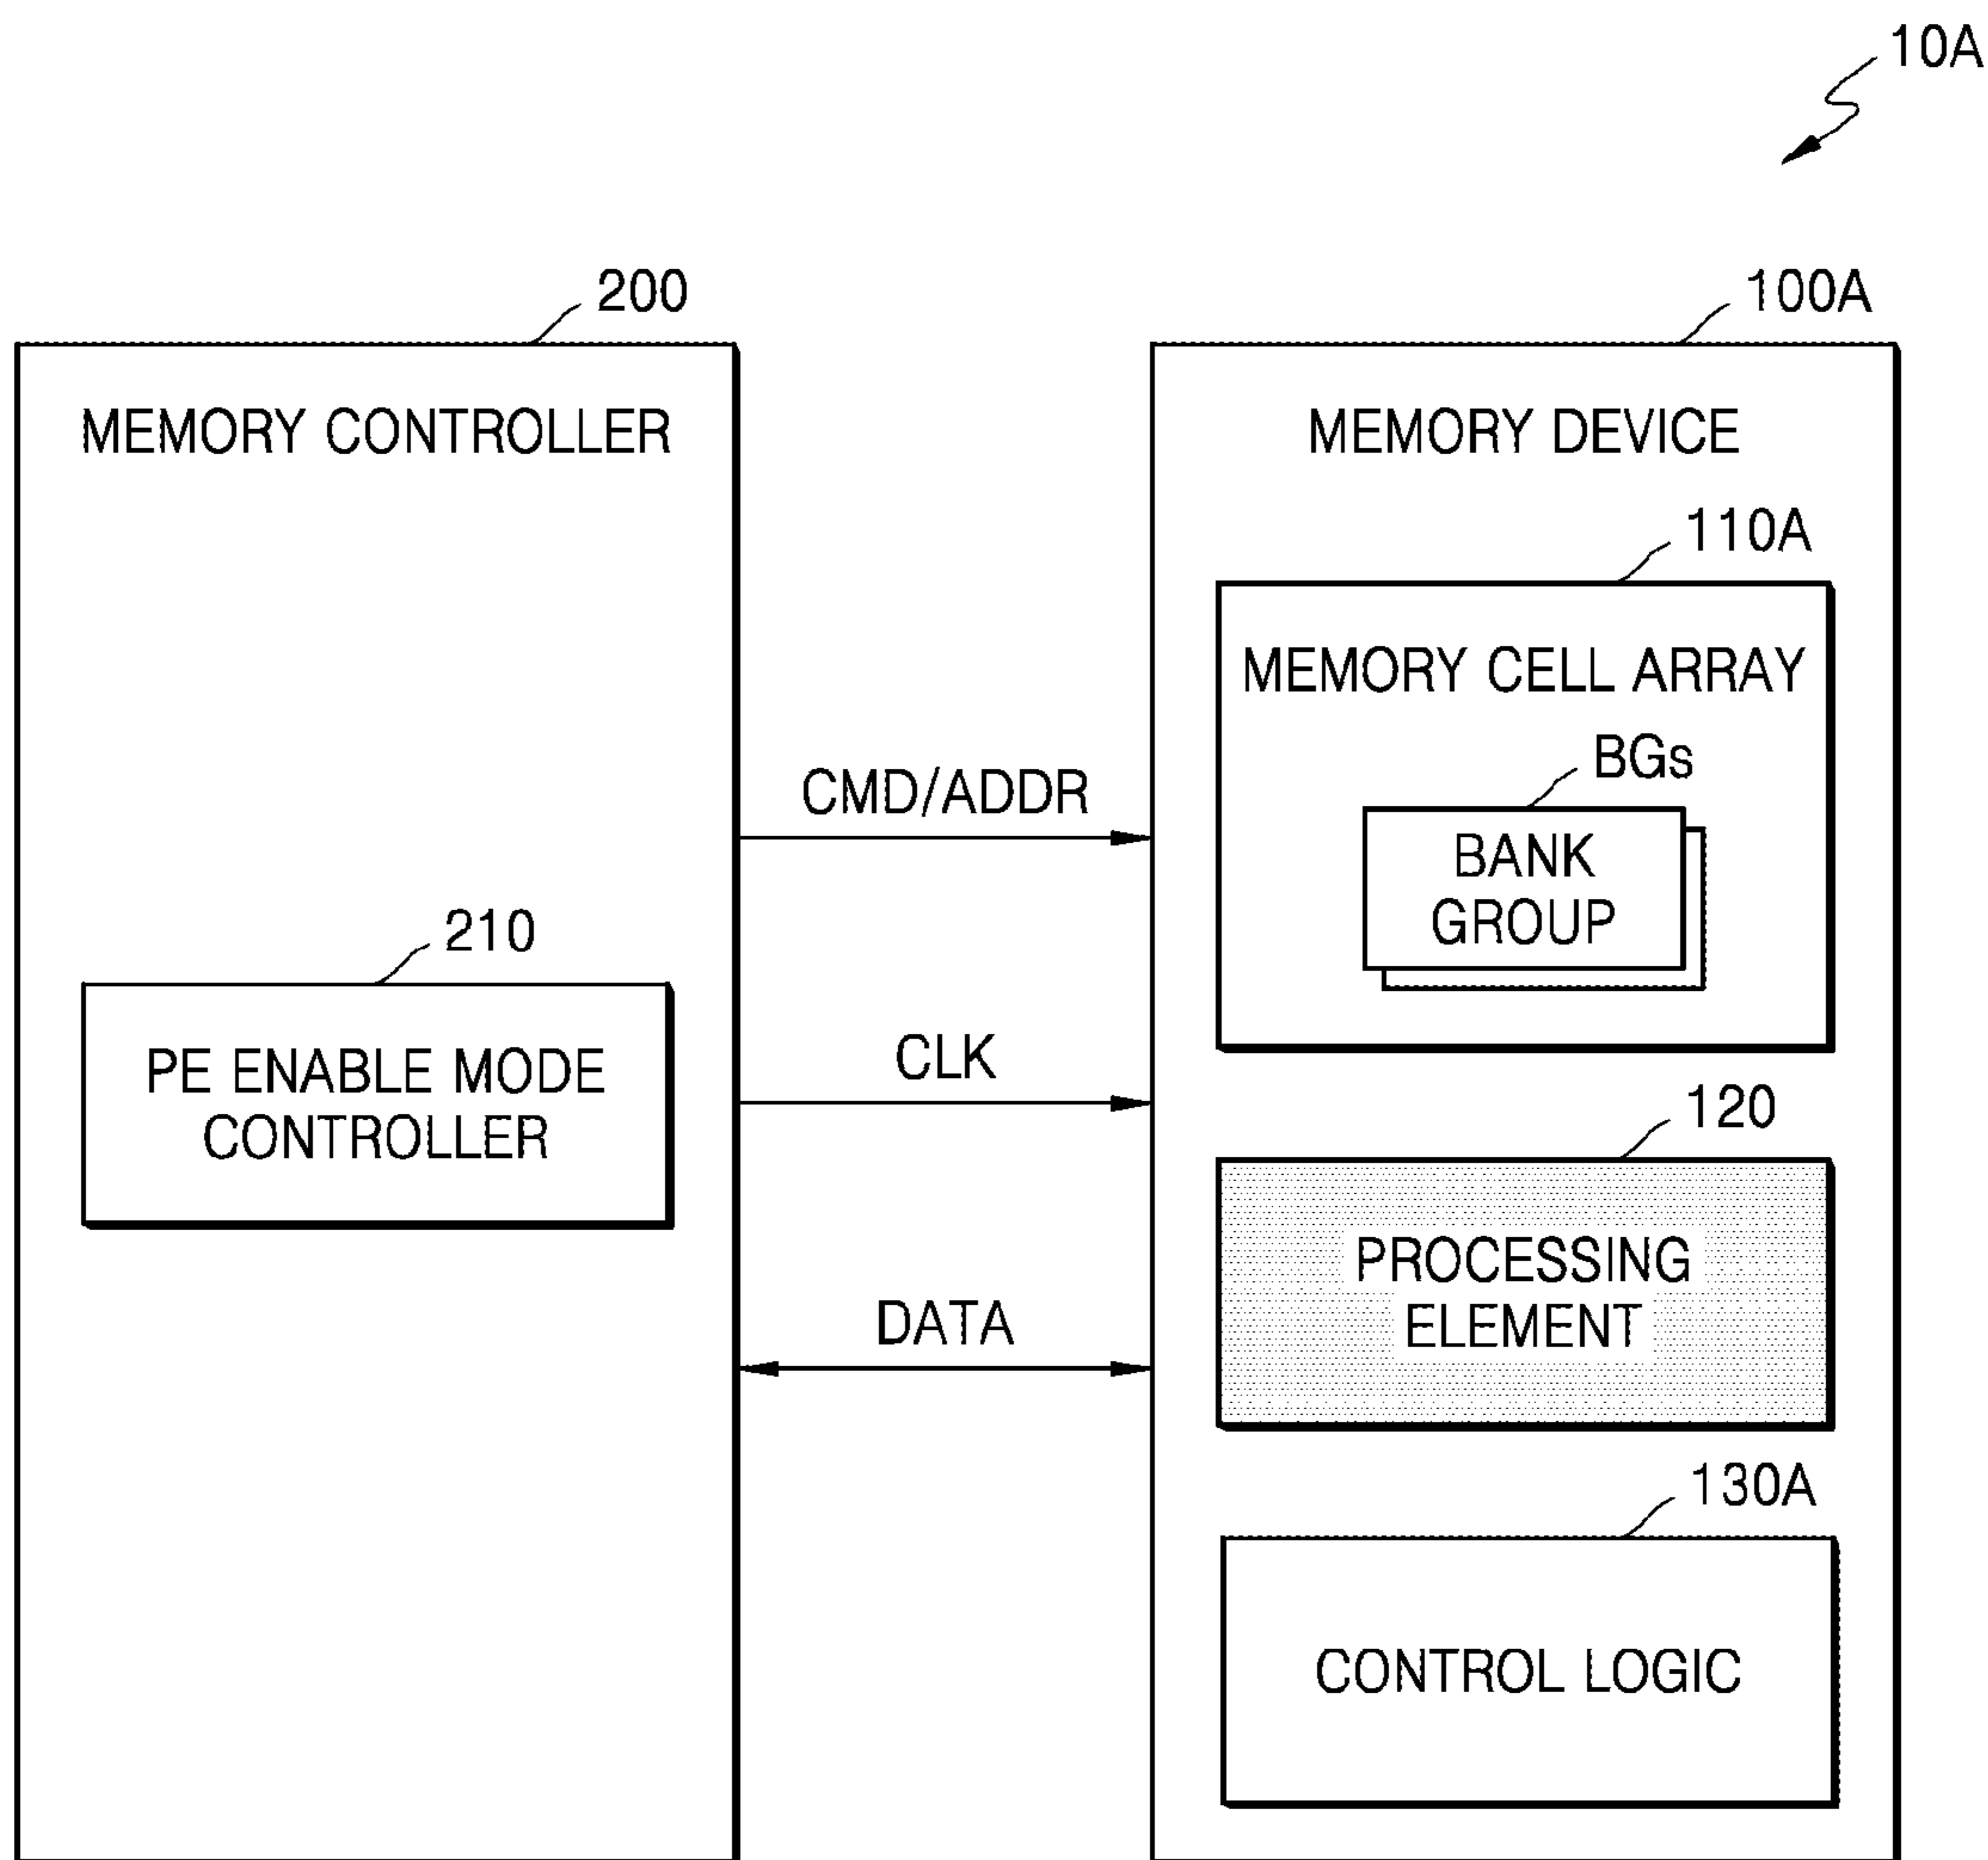 10A
200
MEMORY CONTROLLER
210
PE ENABLE MODE
CONTROLLER
CMD/ADDR
CLK
DATA
100A
MEMORY DEVICE
110A
MEMORY CELL ARRAY
BGs
BANK
GROUP
120
PROCESSING
ELEMENT
130A
CONTROL LOGIC